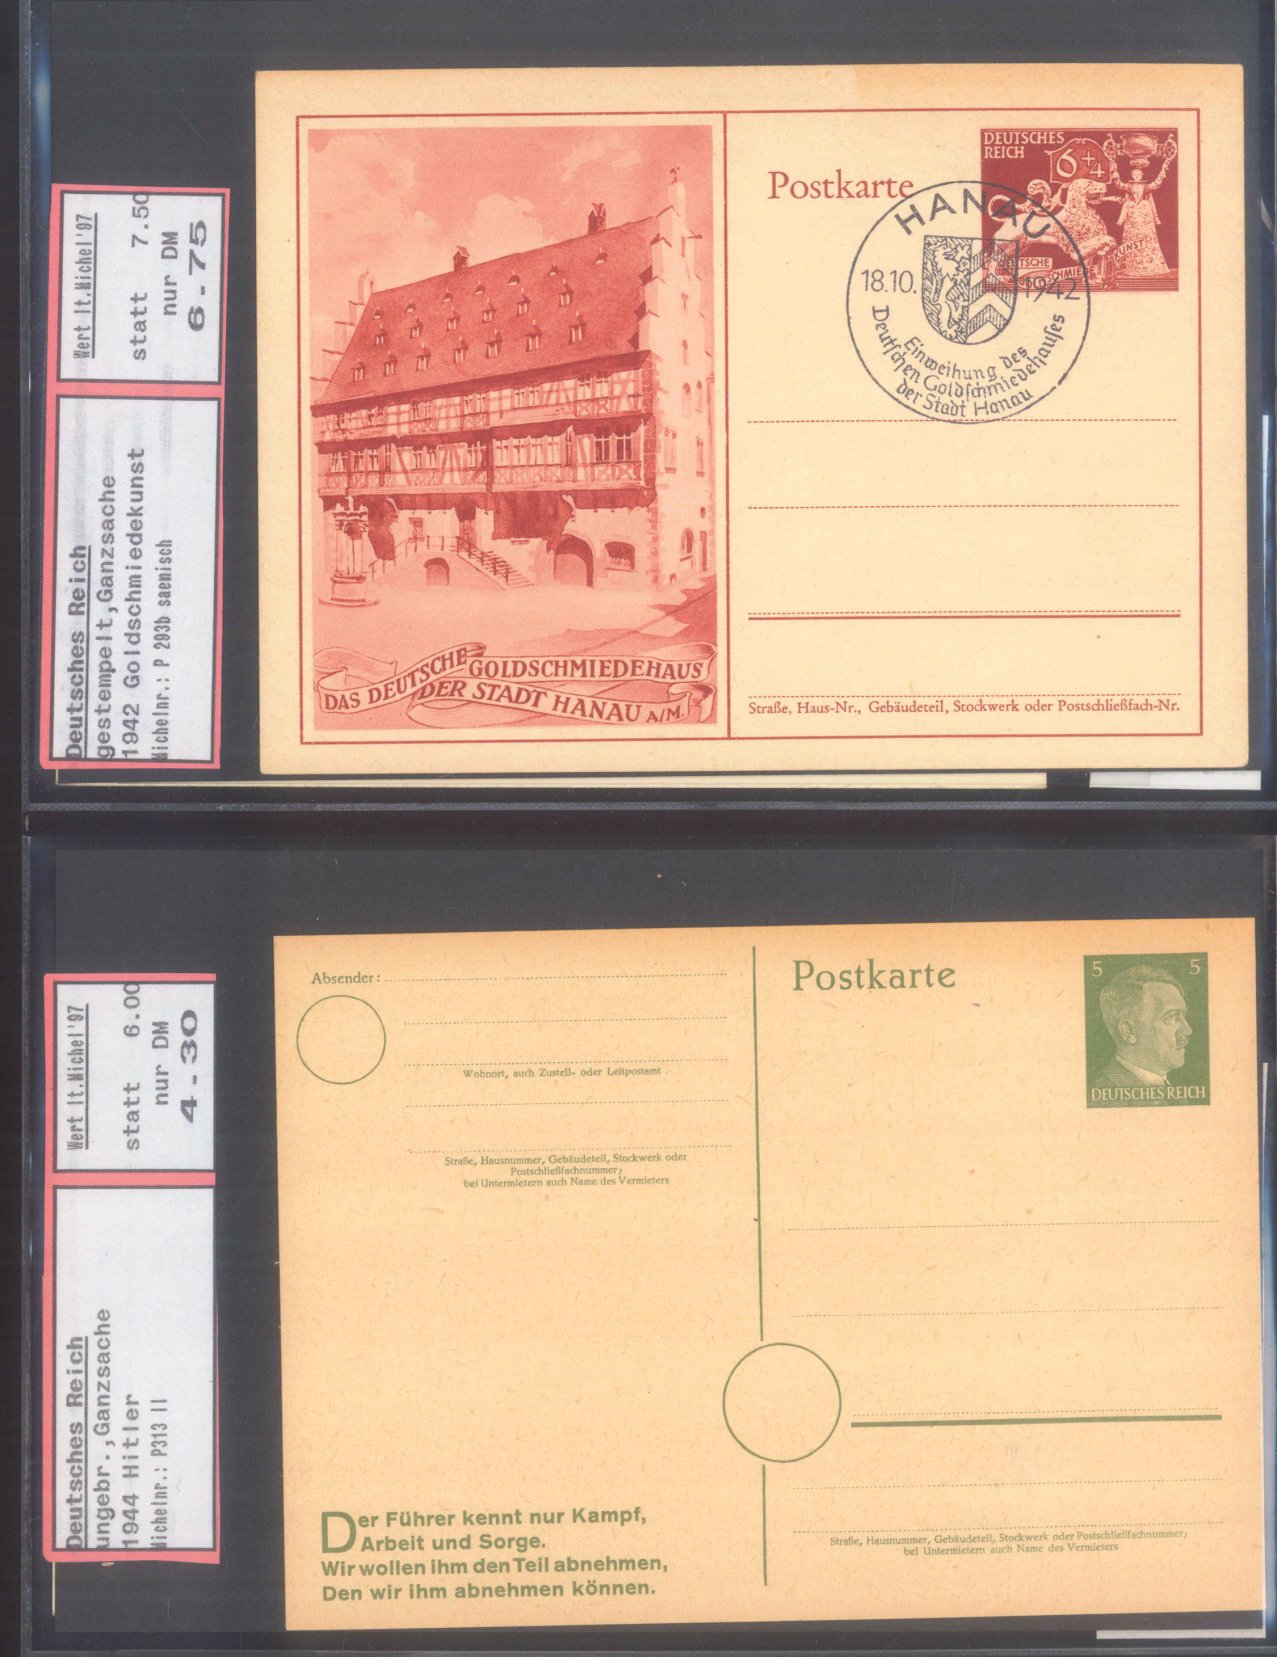 Wert lt.Michel'97
statt 7.50
nur DM
6.75
Deutsches Reich
gestempelt,Ganzsache
1942 Goldschmiedekunst
Michelnr.: P 293b saemisch
DAS DEUTSCHE GOLDSCHMIEDEHAUS
DER STADT HANAU A/M.
Postkarte
DEUTSCHES
REICH
6+4
DEUTSCHE
GOLDSCHMIEDE
KUNST
HANAU
18.10. 1942
Einweihung des
Deutschen Goldschmiedehauses
der Stadt Hanau
Straße, Haus-Nr., Gebäudeteil, Stockwerk oder Postschließfach-Nr.
Wert lt.Michel'97
statt 6.00
nur DM
4.30
Deutsches Reich
ungebr.,Ganzsache
1944 Hitler
Michelnr.: P313 II
Absender:
Wohnort, auch Zustell- oder Leitpostamt
Straße, Hausnummer, Gebäudeteil, Stockwerk oder
Postschließfachnummer;
bei Untermietern auch Name des Vermieters
Der Führer kennt nur Kampf,
Arbeit und Sorge.
Wir wollen ihm den Teil abnehmen,
Den wir ihm abnehmen können.
Postkarte
5 5
DEUTSCHES REICH
Straße, Hausnummer, Gebäudeteil, Stockwerk oder Postschließfachnummer;
bei Untermietern auch Name des Vermieters